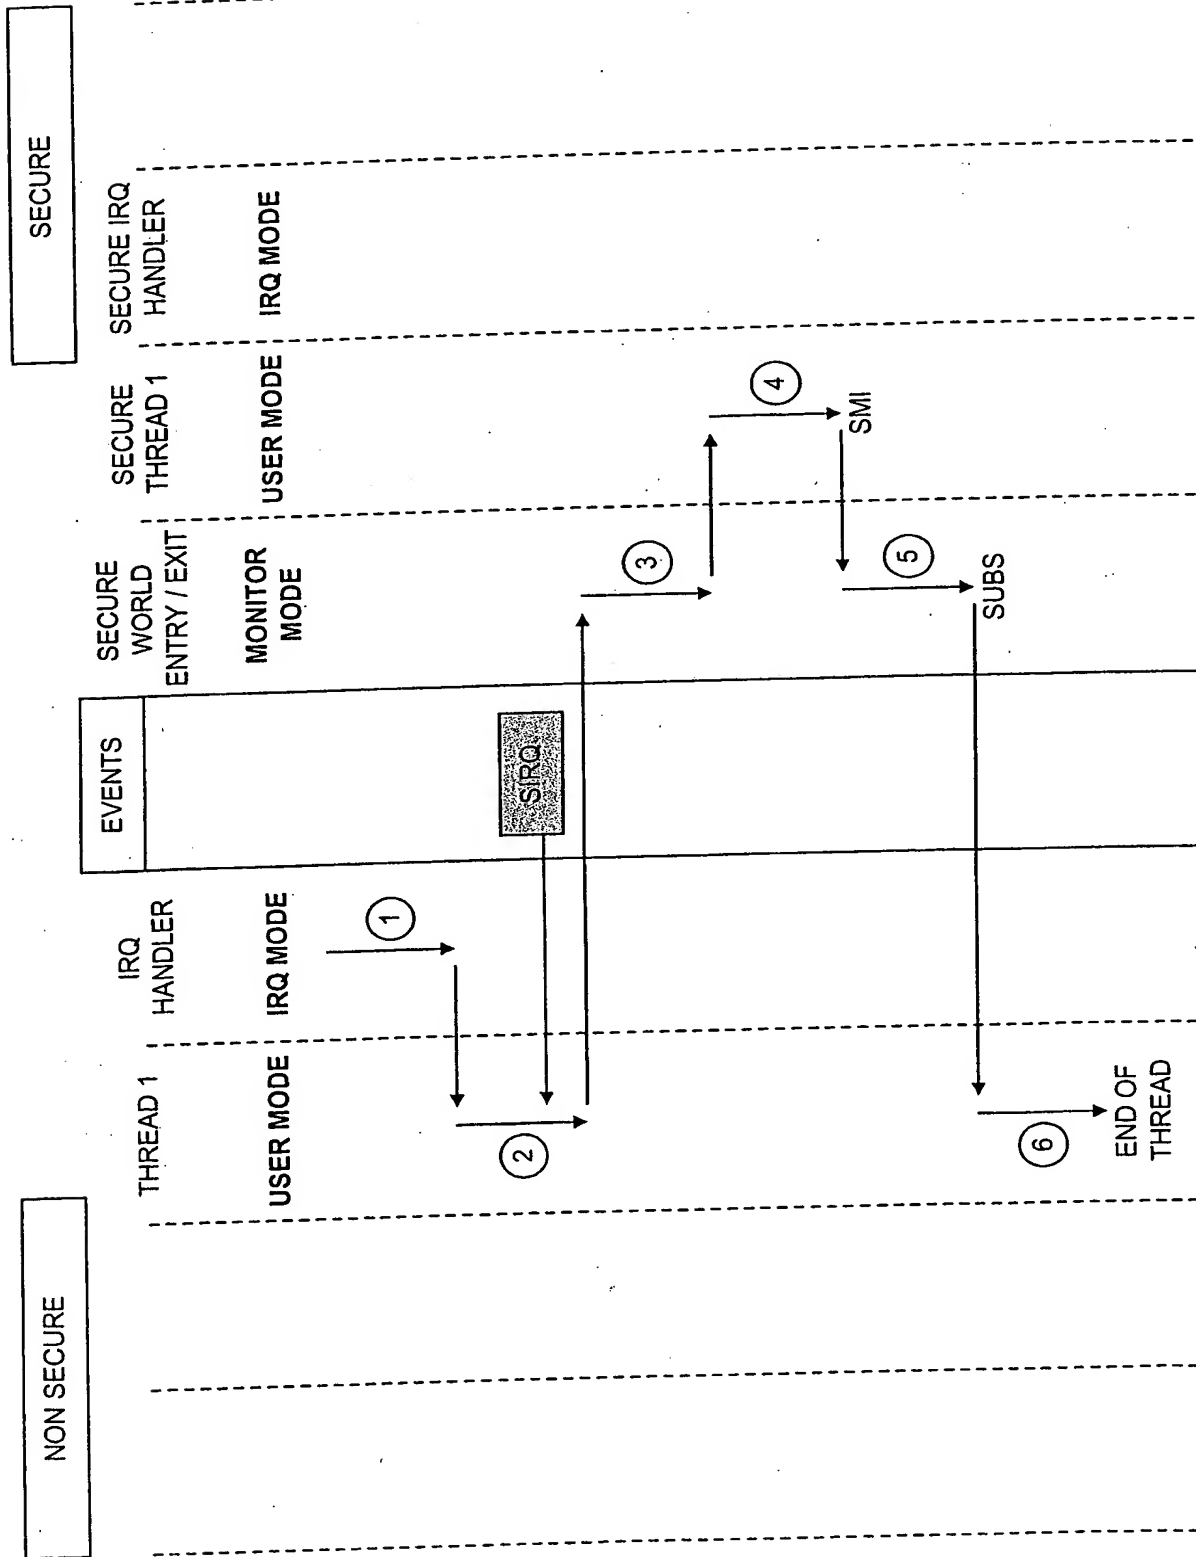 NON SECURE
SECURE
THREAD 1
USER MODE
IRQ
HANDLER
IRQ MODE
EVENTS
SECURE
WORLD
ENTRY / EXIT
MONITOR
MODE
SECURE
THREAD 1
USER MODE
SECURE IRQ
HANDLER
IRQ MODE
1
2
SIRQ
3
4
SMI
5
SUBS
6
END OF
THREAD